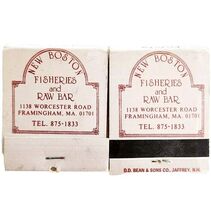 NEW BOSTON
FISHERIES
and
RAW BAR
1138 WORCESTER ROAD
FRAMINGHAM, MA. 01701
TEL. 875-1833
NEW BOSTON
FISHERIES
and
RAW BAR
1138 WORCESTER ROAD
FRAMINGHAM, MA. 01701
TEL. 875-1833
D.D. BEAN & SONS CO., JAFFREY, N.H.